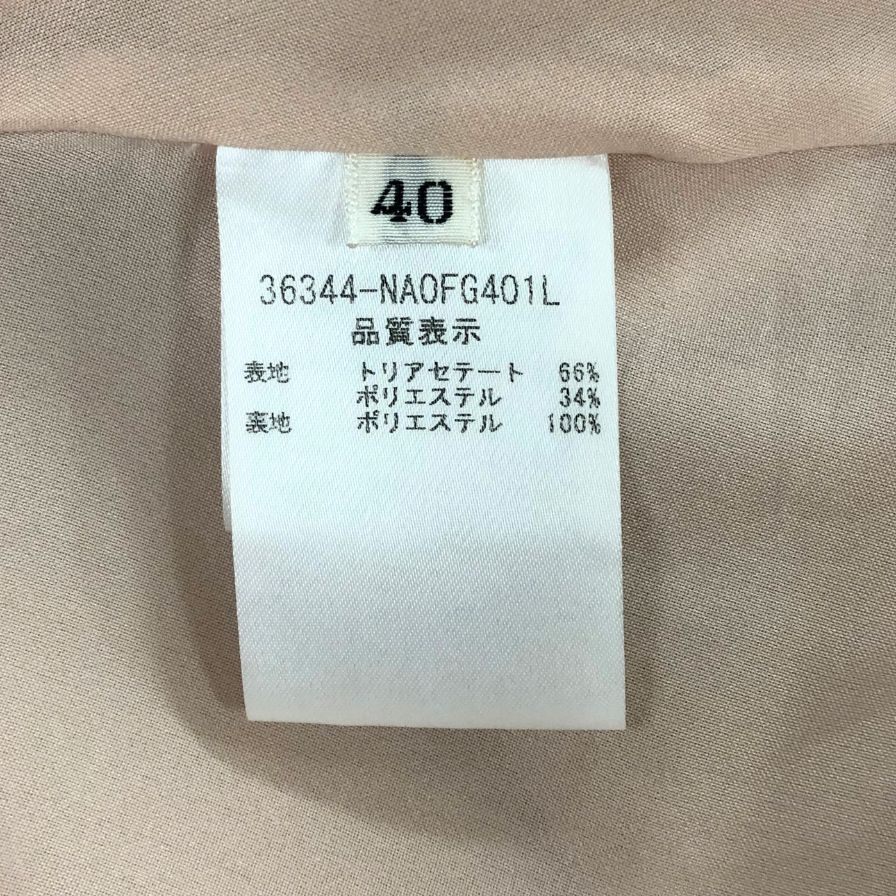 40
36344-NA0FG401L
品質表示
表地 トリアセテート 66%
ポリエステル 34%
裏地 ポリエステル 100%